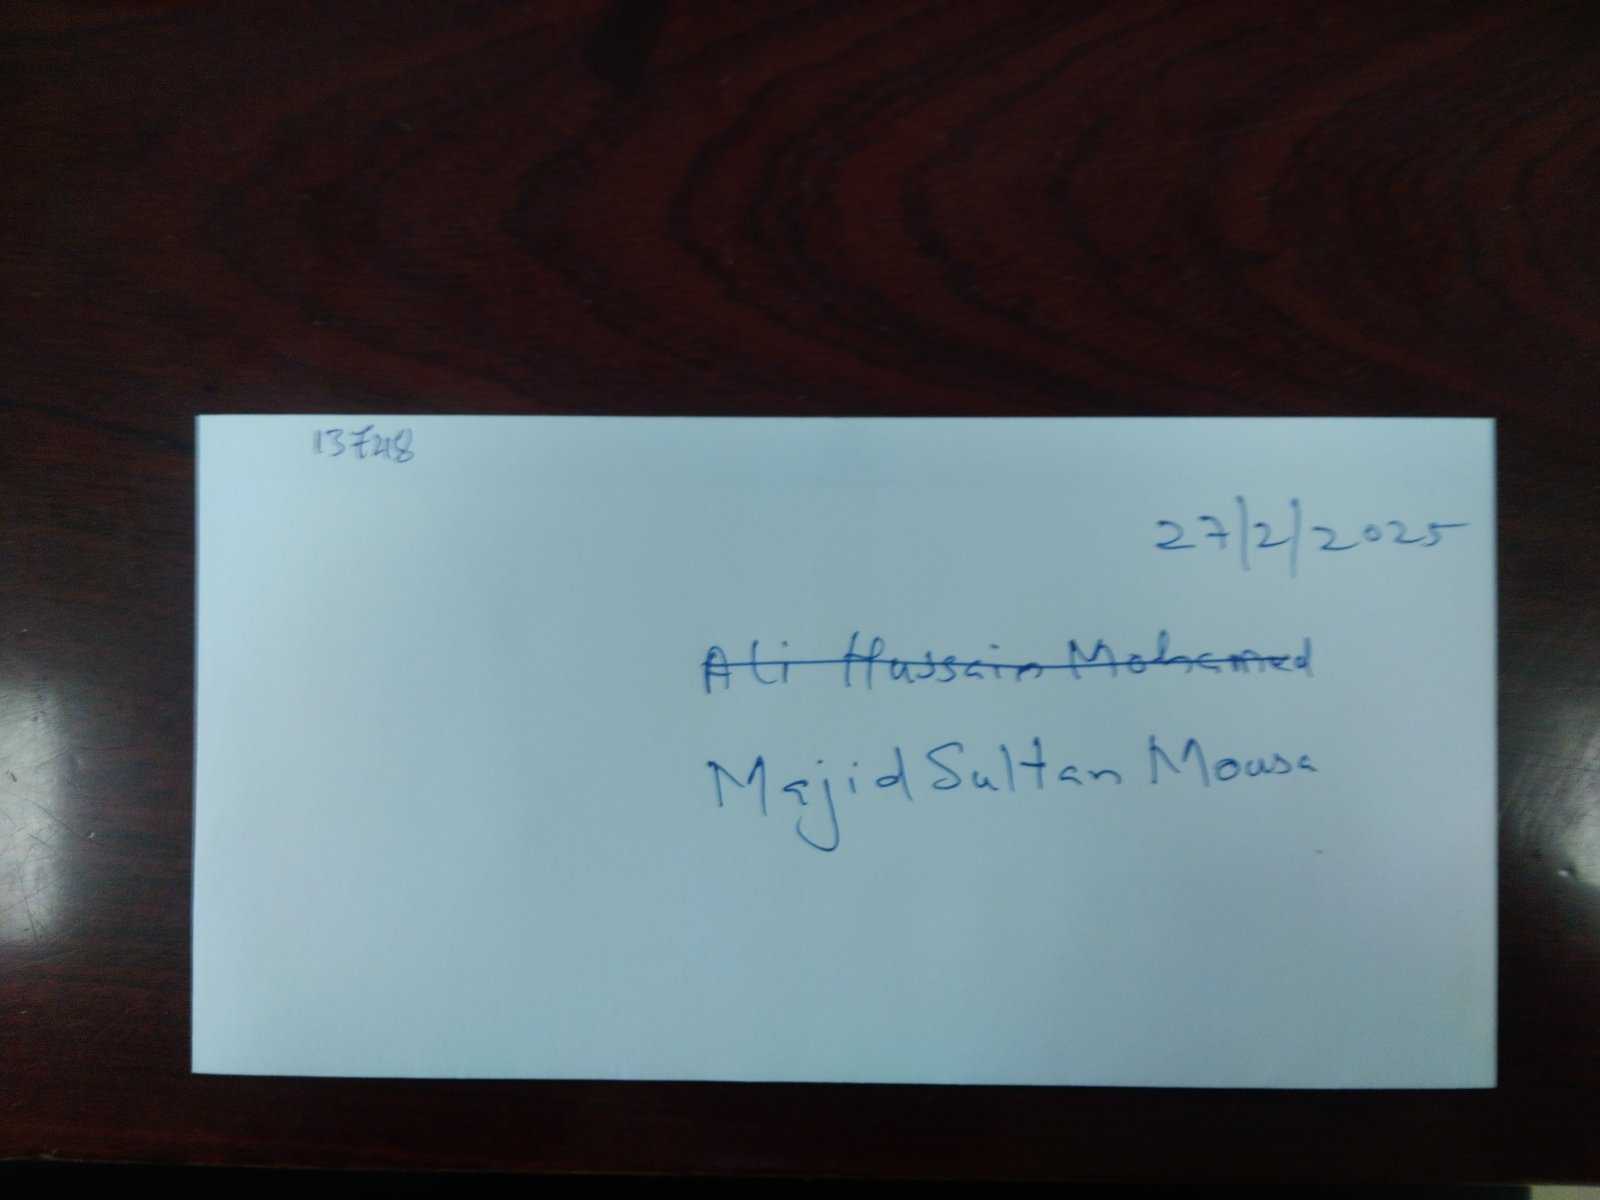 13748
27/2/2025
Ali Hussain Mohamed
Majid Sultan Mousa